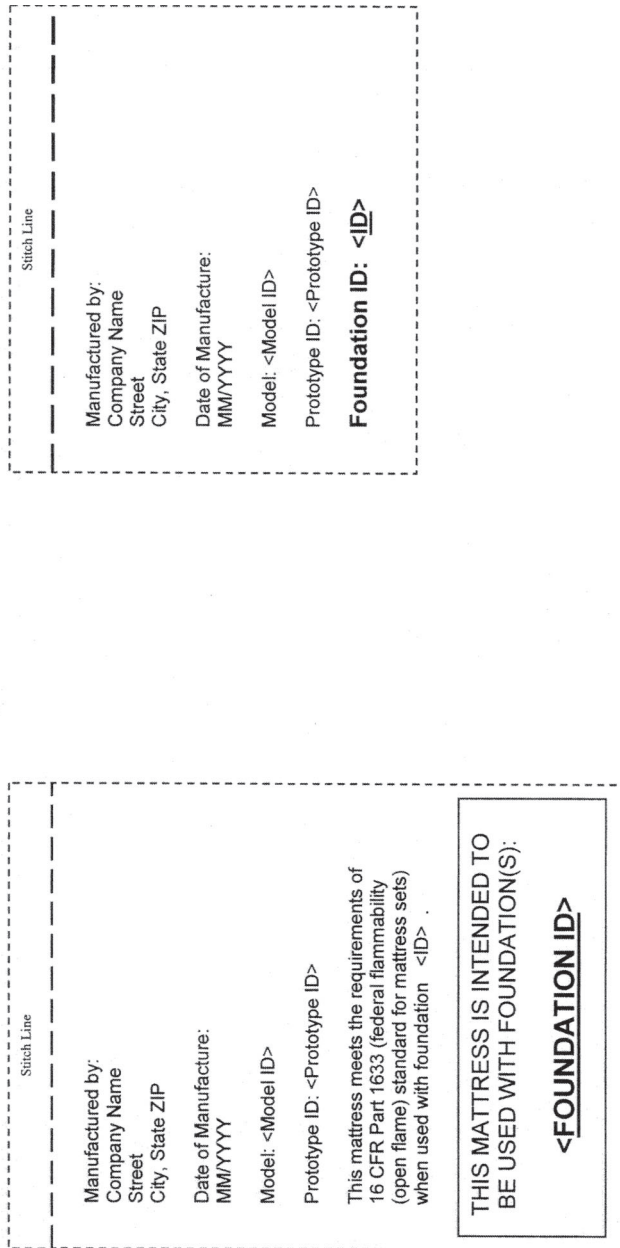 Stitch Line
Manufactured by:
Company Name
Street
City, State ZIP
Date of Manufacture:
MM/YYYY
Model: <Model ID>
Prototype ID: <Prototype ID>
This mattress meets the requirements of
16 CFR Part 1633 (federal flammability
(open flame) standard for mattress sets)
when used with foundation <ID> .
THIS MATTRESS IS INTENDED TO
BE USED WITH FOUNDATION(S):
<FOUNDATION ID>
Stitch Line
Manufactured by:
Company Name
Street
City, State ZIP
Date of Manufacture:
MM/YYYY
Model: <Model ID>
Prototype ID: <Prototype ID>
Foundation ID: <ID>